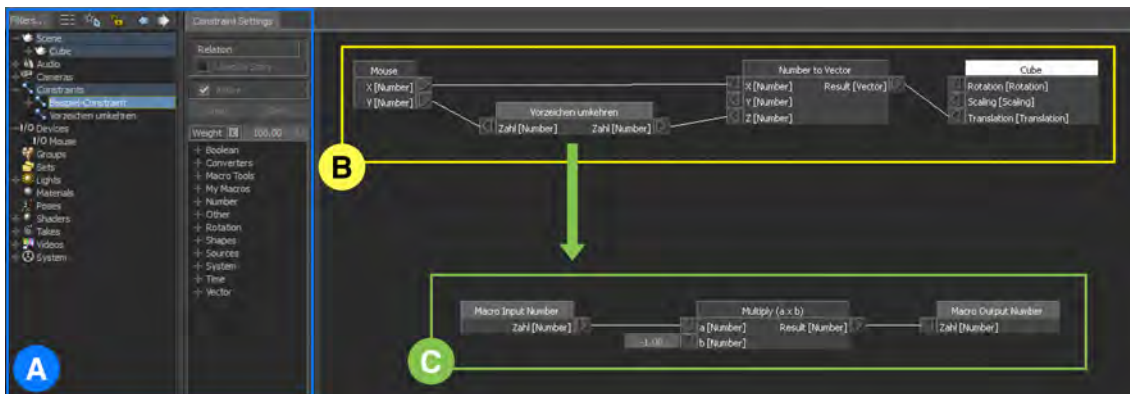 Filters...
Scene
Cube
Audio
Cameras
Constraints
Beispiel-Constraint
Vorzeichen umkehren
I/O Devices
I/O Mouse
Groups
Sets
Lights
Materials
Poses
Shaders
Takes
Videos
System
A
Constraint Settings
Relation
Active
Weight K 100.00
Boolean
Converters
Macro Tools
My Macros
Number
Other
Rotation
Shapes
Sources
System
Time
Vector
B
Mouse
X [Number]
Y [Number]
Vorzeichen umkehren
Zahl [Number] Zahl [Number]
Number to Vector
X [Number] Result [Vector]
Y [Number]
Z [Number]
Cube
Rotation [Rotation]
Scaling [Scaling]
Translation [Translation]
C
Macro Input Number
Zahl [Number]
Multiply (a x b)
a [Number] Result [Number]
-1.00 b [Number]
Macro Output Number
Zahl [Number]